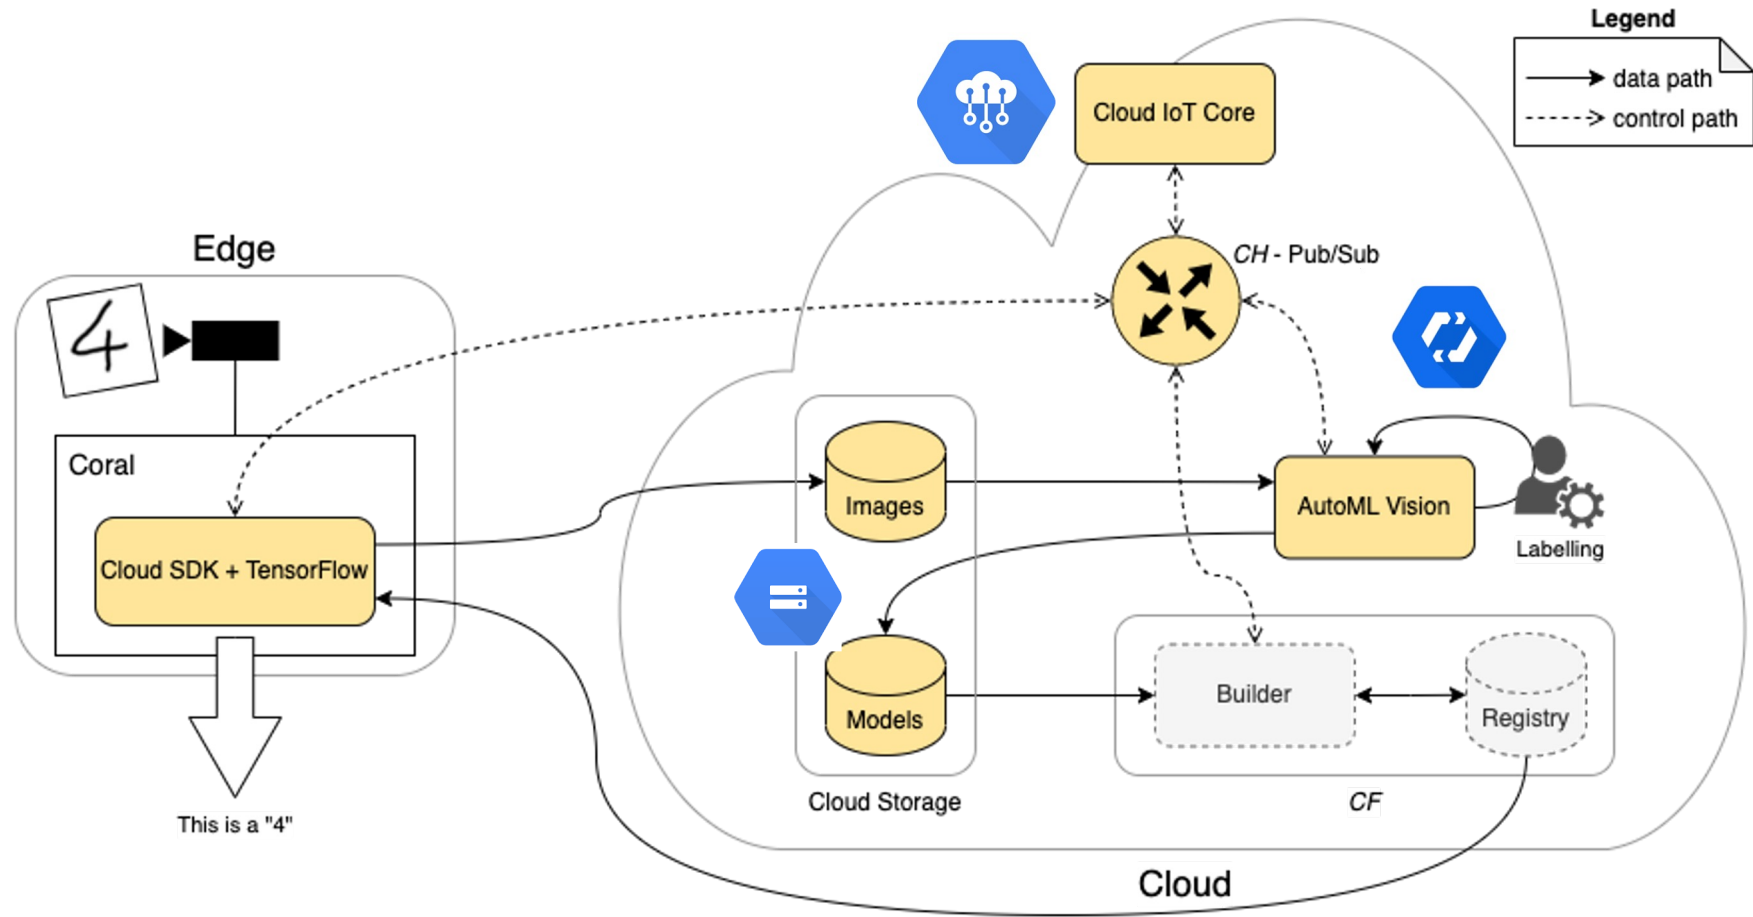 Legend
data path
control path
Cloud IoT Core
CH - Pub/Sub
Edge
4
Coral
Cloud SDK + TensorFlow
This is a "4"
Images
AutoML Vision
Labelling
Models
Builder
Registry
Cloud Storage
CF
Cloud